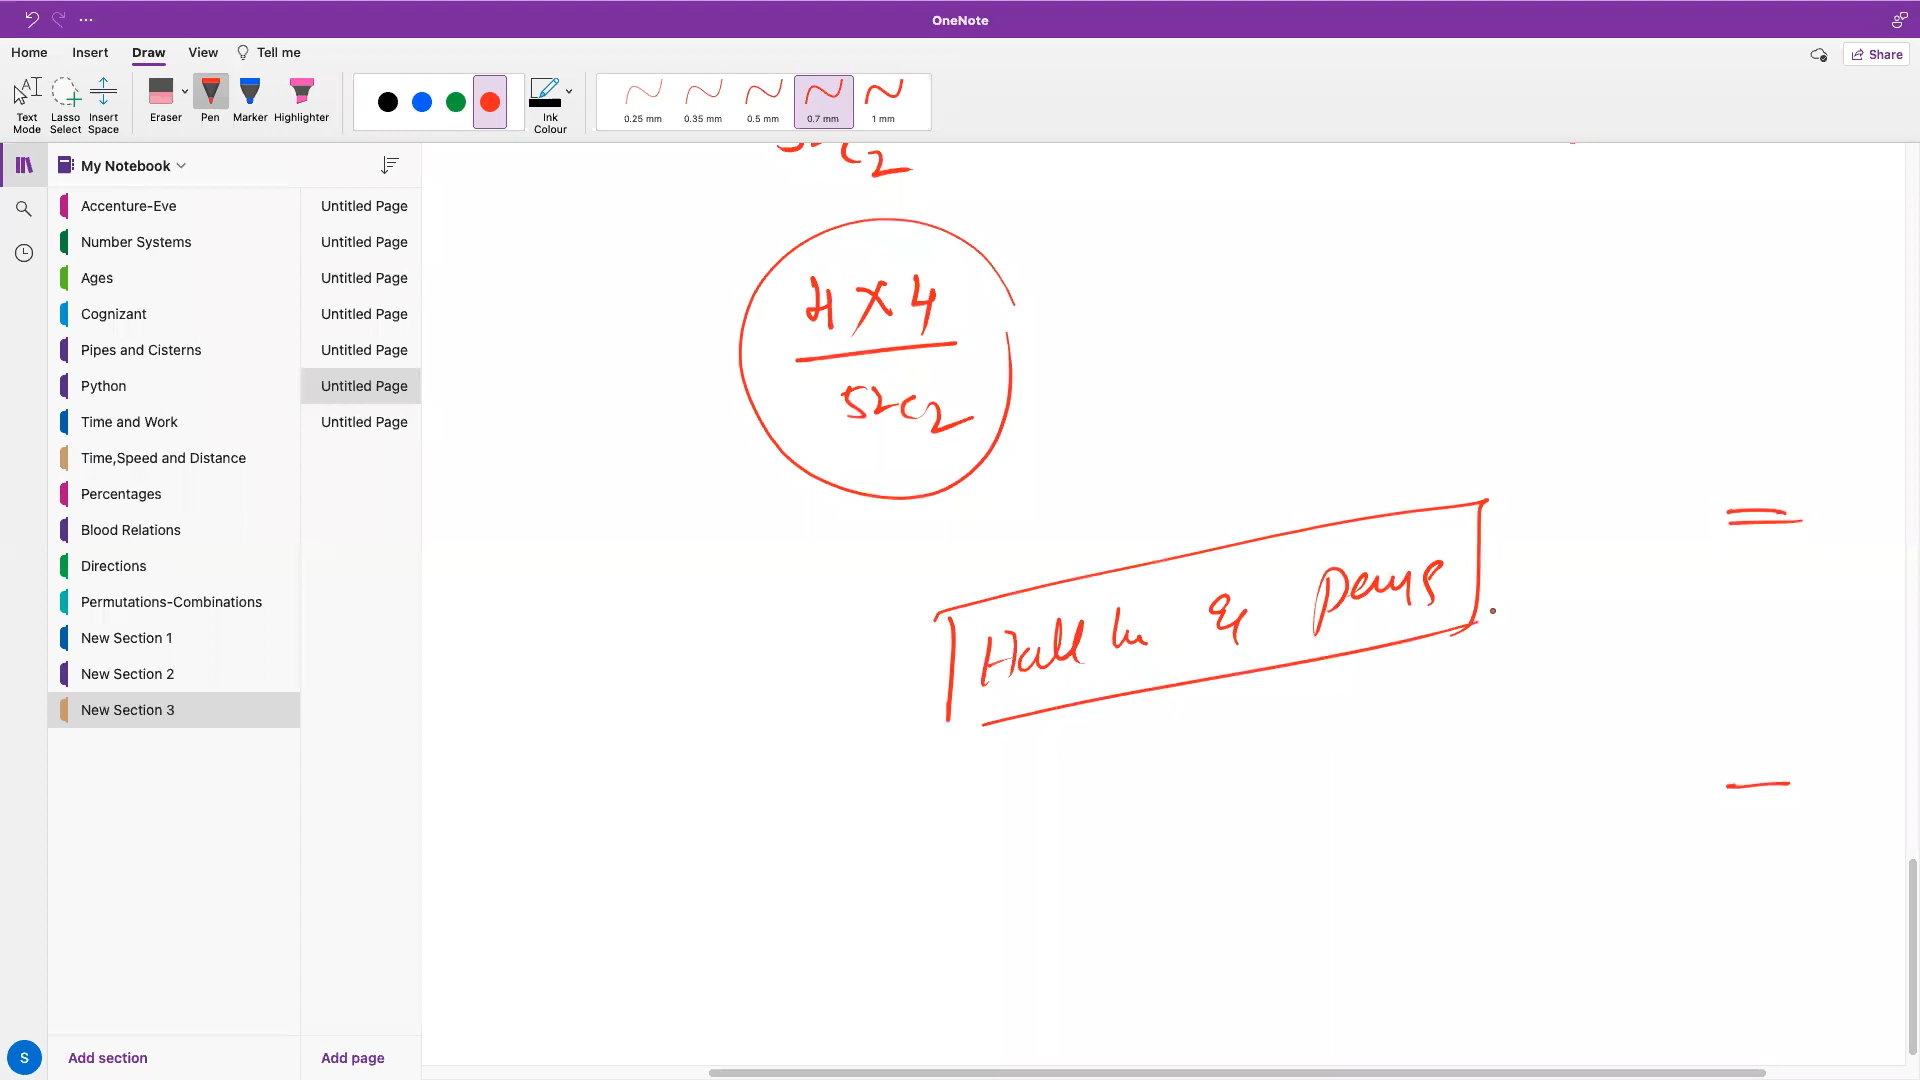 OneNote
Home Insert Draw View Tell me
Share
Text Mode
Lasso Select
Insert Space
Eraser
Pen
Marker
Highlighter
Ink Colour
0.25 mm
0.35 mm
0.5 mm
0.7 mm
1 mm
My Notebook
Accenture-Eve
Number Systems
Ages
Cognizant
Pipes and Cisterns
Python
Time and Work
Time,Speed and Distance
Percentages
Blood Relations
Directions
Permutations-Combinations
New Section 1
New Section 2
New Section 3
Add section
S
Untitled Page
Untitled Page
Untitled Page
Untitled Page
Untitled Page
Untitled Page
Untitled Page
Add page
52C2
4 X 4
52C2